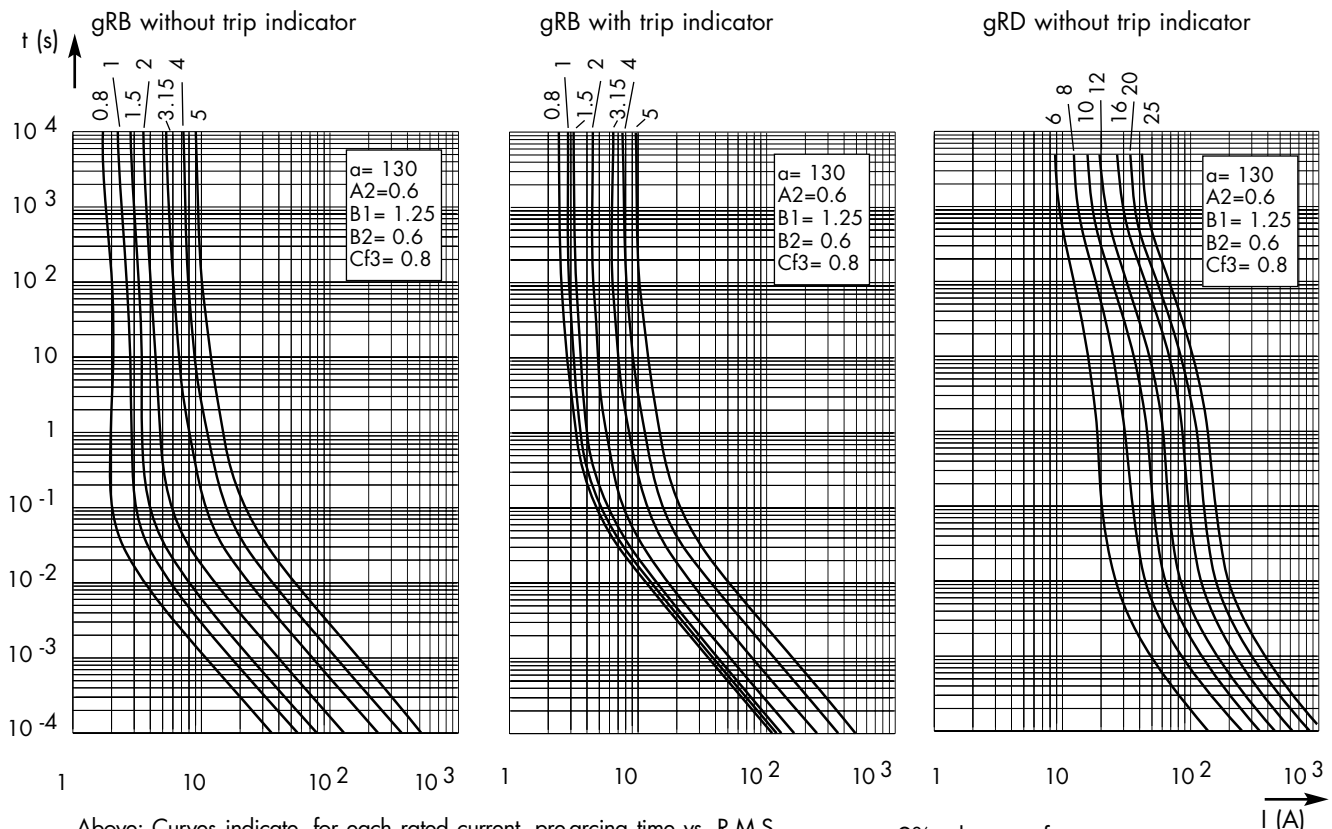 gRB without trip indicator
gRB with trip indicator
gRD without trip indicator
t (s)
0.8 1 1.5 2 3.15 4 5
0.8 1 1.5 2 3.15 4 5
6 8 10 12 16 20 25
10 4
10 3
10 2
10
1
10 -1
10 -2
10 -3
10 -4
a= 130
A2=0.6
B1= 1.25
B2= 0.6
Cf3= 0.8
a= 130
A2=0.6
B1= 1.25
B2= 0.6
Cf3= 0.8
a= 130
A2=0.6
B1= 1.25
B2= 0.6
Cf3= 0.8
1 10 10 2 10 3
1 10 10 2 10 3
1 10 10 2 10 3
I (A)
Above: Curves indicate, for each rated current, pre-arcing time vs. R.M.S.